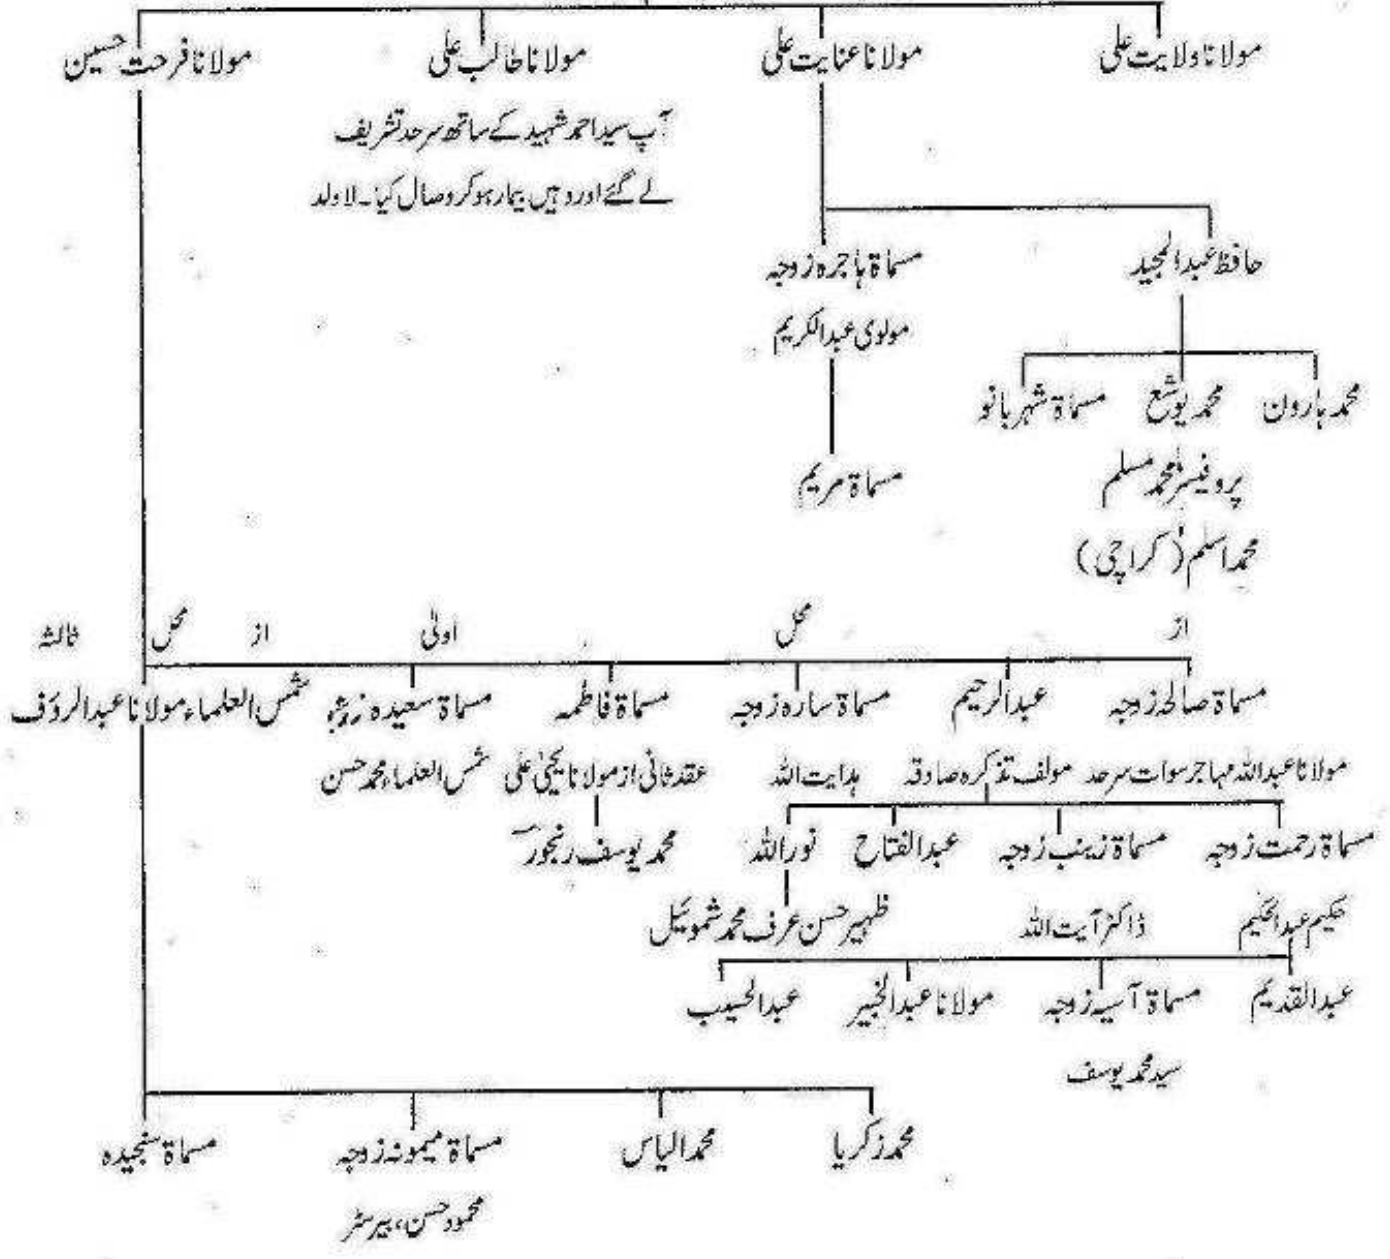 مولانا ولایت علی مولانا عنایت علی مولانا طالب علی مولانا فرحت حسین
آپ سید احمد شہید کے ساتھ سرحد تشریف
لے گئے اور وہیں بیمار ہو کر وصال کیا۔ لاولد
حافظ عبدالمجید مسماۃ ہاجرہ زوجہ
مولوی عبدالکریم
محمد ہارون محمد یوشع مسماۃ شہر بانو
پروفیسر محمد مسلم مسماۃ مریم
محمد اسلم (کراچی)
از محل اولیٰ از محل ثالثہ
مسماۃ صالحہ زوجہ عبدالرحیم مسماۃ سارہ زوجہ مسماۃ فاطمہ مسماۃ سعیدہ زوجہ شمس العلماء مولانا عبدالرؤف
مولانا عبداللہ مہاجر سوات سرحد مولف تذکرہ صادقہ ہدایت اللہ عقد ثانی از مولانا یحییٰ علی شمس العلماء محمد حسن
مسماۃ رحمت زوجہ مسماۃ زینب زوجہ عبدالفتاح نور اللہ محمد یوسف رنجور
حکیم عبدالحکیم ڈاکٹر آیت اللہ ظہیر حسن عرف محمد شموئیل
عبدالقدیم مسماۃ آسیہ زوجہ مولانا عبدالخبیر عبدالحسیب
سید محمد یوسف
محمد زکریا محمد الیاس مسماۃ میمونہ زوجہ مسماۃ سنجیدہ
محمود حسن، بیرسٹر